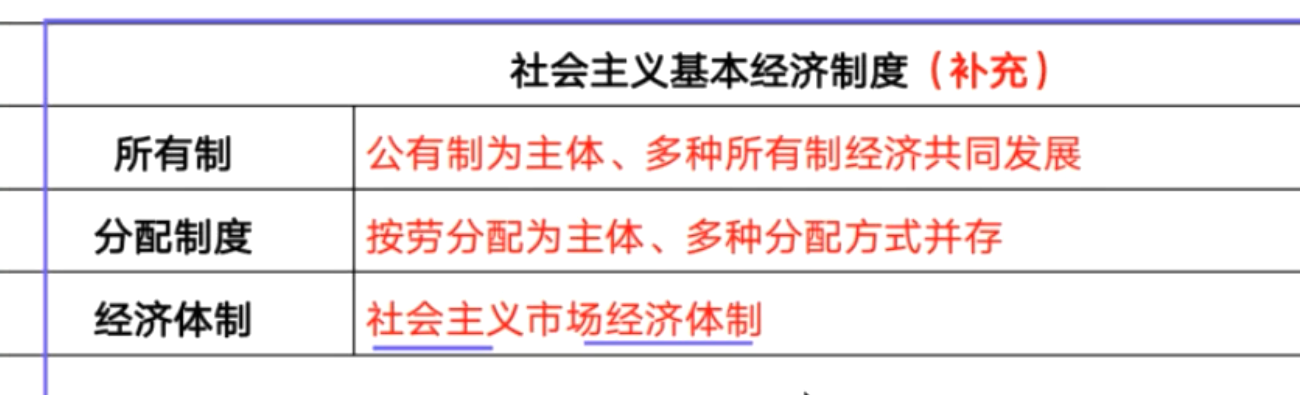 社会主义基本经济制度（补充）
所有制 公有制为主体、多种所有制经济共同发展
分配制度 按劳分配为主体、多种分配方式并存
经济体制 社会主义市场经济体制